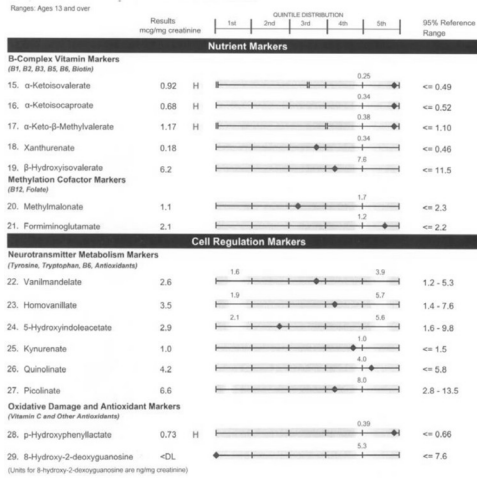 Ranges: Ages 13 and over
Results
mcg/mg creatinine
QUINTILE DISTRIBUTION
1st 2nd 3rd 4th 5th
95% Reference
Range
Nutrient Markers
B-Complex Vitamin Markers
(B1, B2, B3, B5, B6, Biotin)
0.25
15. α-Ketoisovalerate 0.92 H <= 0.49
0.34
16. α-Ketoisocaproate 0.68 H <= 0.52
0.38
17. α-Keto-β-Methylvalerate 1.17 H <= 1.10
0.34
18. Xanthurenate 0.18 <= 0.46
7.6
19. β-Hydroxyisovalerate 6.2 <= 11.5
Methylation Cofactor Markers
(B12, Folate)
1.7
20. Methylmalonate 1.1 <= 2.3
1.2
21. Formiminoglutamate 2.1 <= 2.2
Cell Regulation Markers
Neurotransmitter Metabolism Markers
(Tyrosine, Tryptophan, B6, Antioxidants)
1.6 3.9
22. Vanilmandelate 2.6 1.2 - 5.3
1.9 5.7
23. Homovanillate 3.5 1.4 - 7.6
2.1 5.6
24. 5-Hydroxyindoleacetate 2.9 1.6 - 9.8
1.0
25. Kynurenate 1.0 <= 1.5
4.0
26. Quinolinate 4.2 <= 5.8
8.0
27. Picolinate 6.6 2.8 - 13.5
Oxidative Damage and Antioxidant Markers
(Vitamin C and Other Antioxidants)
0.39
28. p-Hydroxyphenyllactate 0.73 H <= 0.66
5.3
29. 8-Hydroxy-2-deoxyguanosine <DL <= 7.6
(Units for 8-hydroxy-2-dexoyguanosine are ng/mg creatinine)